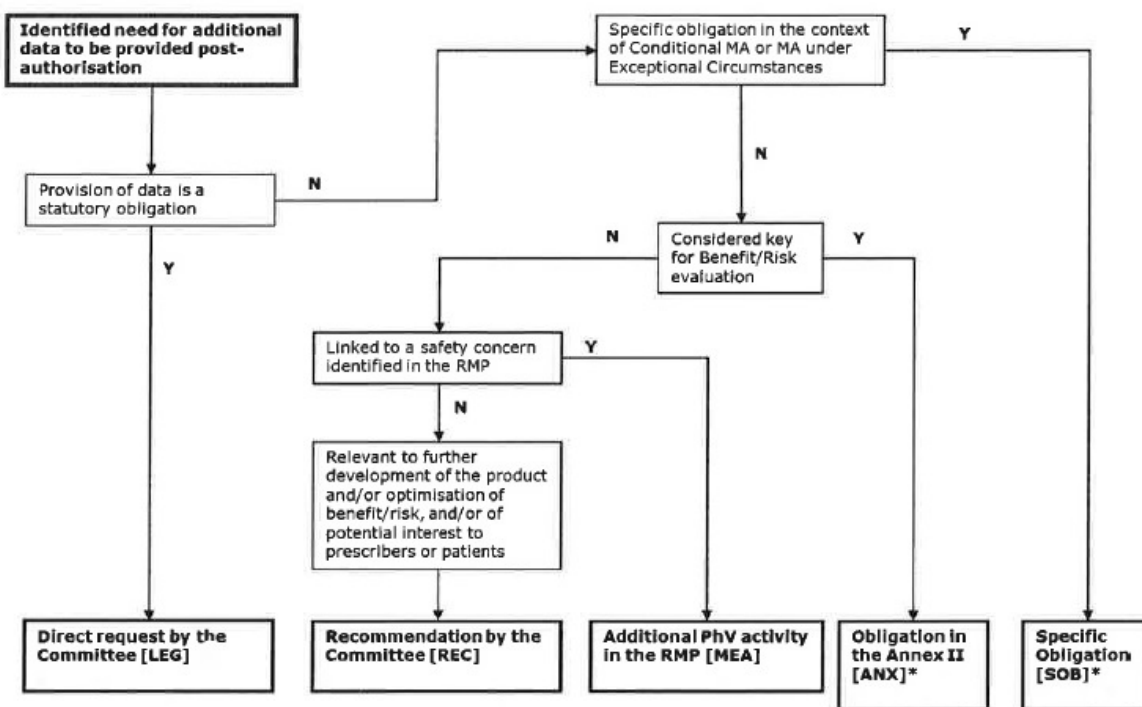 Identified need for additional
data to be provided post-
authorisation
Specific obligation in the context
of Conditional MA or MA under
Exceptional Circumstances
Y
N
Provision of data is a
statutory obligation
N
Y
N
Considered key
for Benefit/Risk
evaluation
Y
Linked to a safety concern
identified in the RMP
Y
N
Relevant to further
development of the product
and/or optimisation of
benefit/risk, and/or of
potential interest to
prescribers or patients
Direct request by the
Committee [LEG]
Recommendation by the
Committee [REC]
Additional PhV activity
in the RMP [MEA]
Obligation in
the Annex II
[ANX]*
Specific
Obligation
[SOB]*